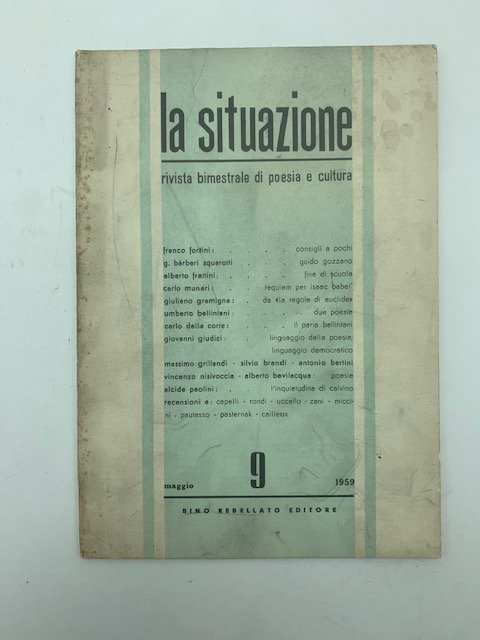 la situazione
rivista bimestrale di poesia e cultura
franco fortini: . . . . . consigli a pochi
g. bàrberi squarotti . . . guido gozzano
alberto frattini: . . . . fine di scuola
carlo munari: . requiem per isaac babel'
giuliano gramigna: . da «la regola di euclide»
umberto bellintani: . . . . . due poesie
carlo della corte: . . . il paria bellintani
giovanni giudici: . linguaggio della poesia;
linguaggio democratico
massimo grillandi - silvio brandi - antonio bertini
vincenzo nisivoccia - alberto bevilacqua: poesie
alcide paolini: . . l'inquietudine di calvino
recensioni a: capelli - rondi - uccello - zani - micci-
ni - paulasso - pasternak - cailleux
maggio 9 1959
BINO REBELLATO EDITORE